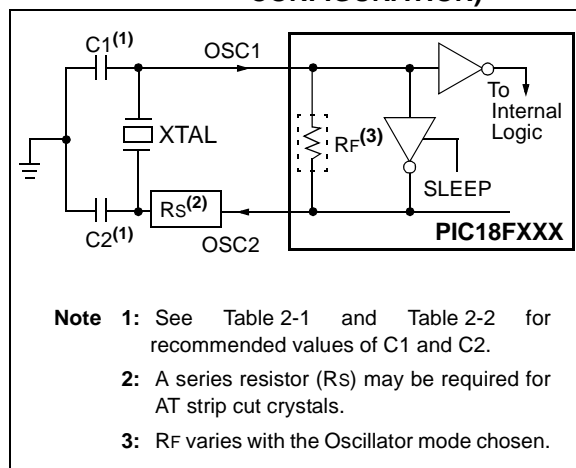 CONFIGURATION)
C1(1)
OSC1
To
Internal
Logic
XTAL
RF(3)
SLEEP
RS(2)
C2(1)
OSC2
PIC18FXXX
Note 1: See Table 2-1 and Table 2-2 for
recommended values of C1 and C2.
2: A series resistor (RS) may be required for
AT strip cut crystals.
3: RF varies with the Oscillator mode chosen.